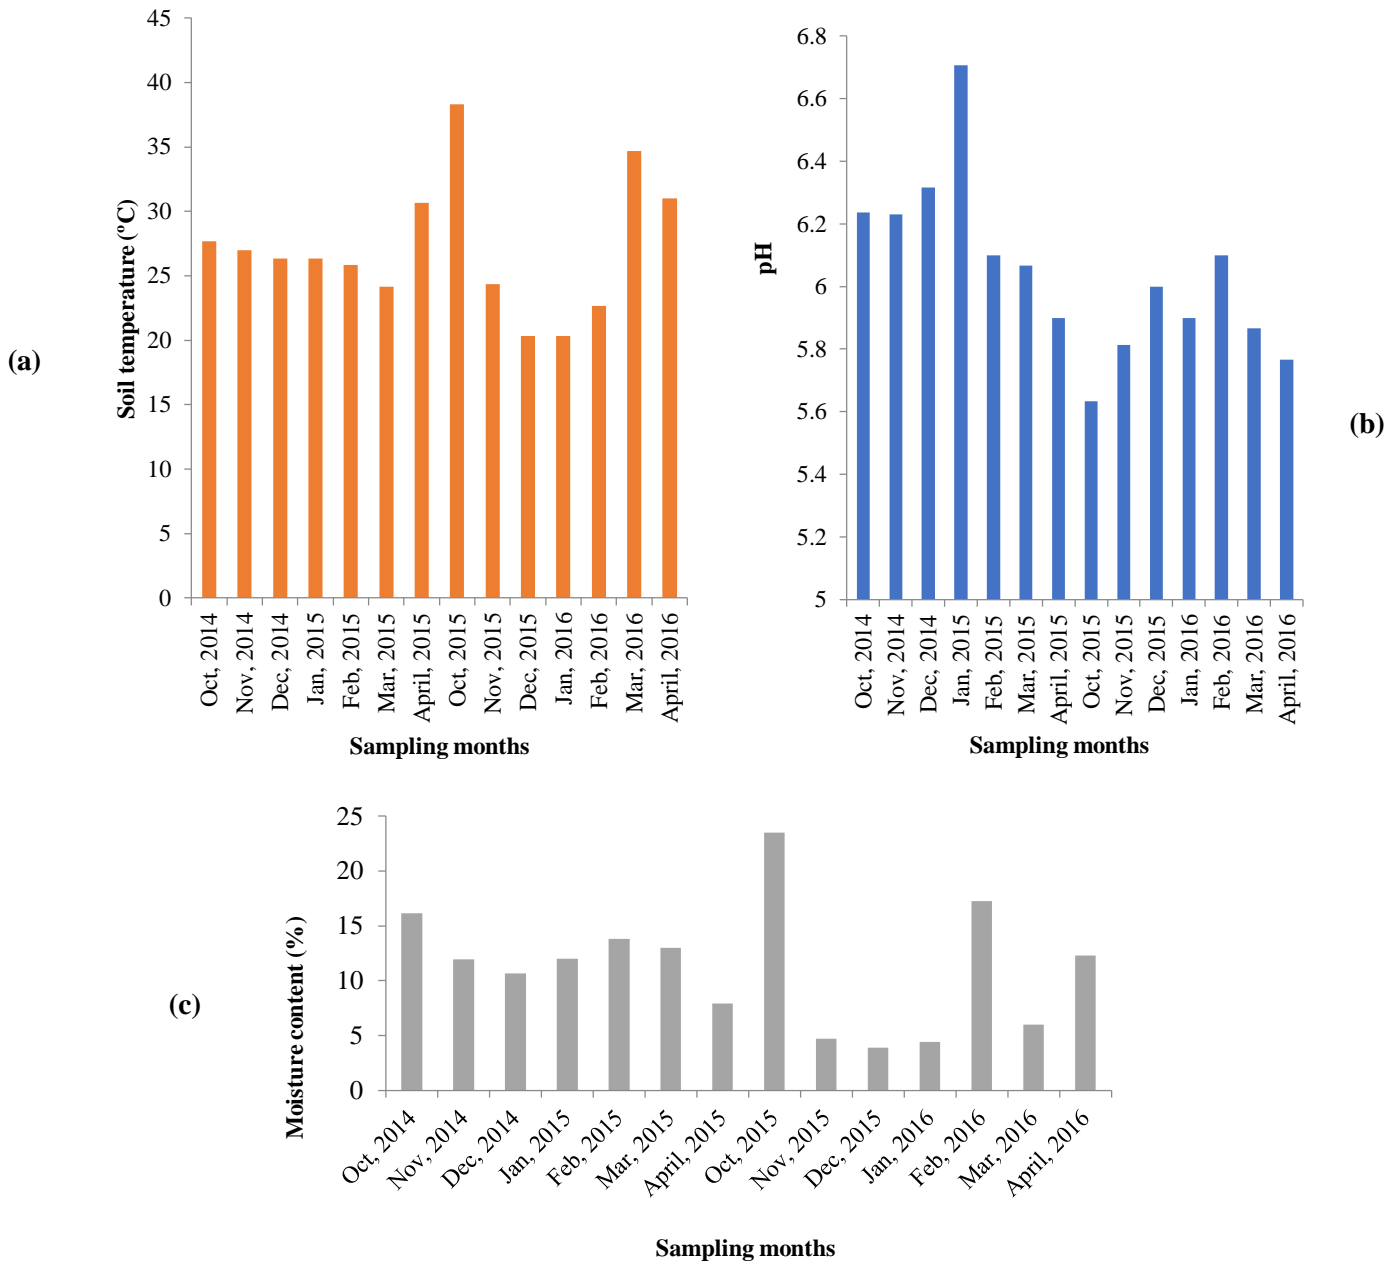 (a)
Soil temperature (°C)
45
40
35
30
25
20
15
10
5
0
Oct, 2014
Nov, 2014
Dec, 2014
Jan, 2015
Feb, 2015
Mar, 2015
April, 2015
Oct, 2015
Nov, 2015
Dec, 2015
Jan, 2016
Feb, 2016
Mar, 2016
April, 2016
Sampling months
(b)
pH
6.8
6.6
6.4
6.2
6
5.8
5.6
5.4
5.2
5
Oct, 2014
Nov, 2014
Dec, 2014
Jan, 2015
Feb, 2015
Mar, 2015
April, 2015
Oct, 2015
Nov, 2015
Dec, 2015
Jan, 2016
Feb, 2016
Mar, 2016
April, 2016
Sampling months
(c)
Moisture content (%)
25
20
15
10
5
0
Oct, 2014
Nov, 2014
Dec, 2014
Jan, 2015
Feb, 2015
Mar, 2015
April, 2015
Oct, 2015
Nov, 2015
Dec, 2015
Jan, 2016
Feb, 2016
Mar, 2016
April, 2016
Sampling months